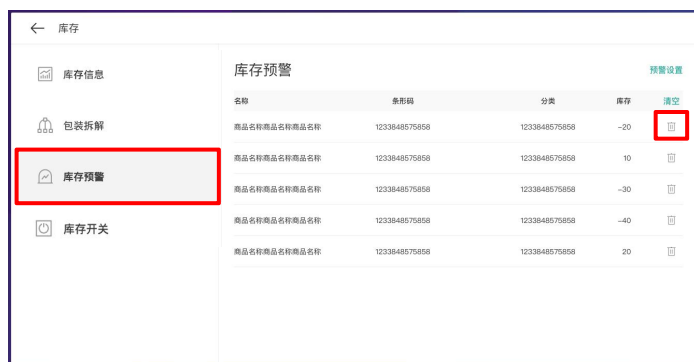 ← 库存
库存信息
包装拆解
库存预警
库存开关
库存预警 预警设置
名称 条形码 分类 库存 清空
商品名称商品名称商品名称 1233848575858 1233848575858 -20
商品名称商品名称商品名称 1233848575858 1233848575858 10
商品名称商品名称商品名称 1233848575858 1233848575858 -30
商品名称商品名称商品名称 1233848575858 1233848575858 -40
商品名称商品名称商品名称 1233848575858 1233848575858 20